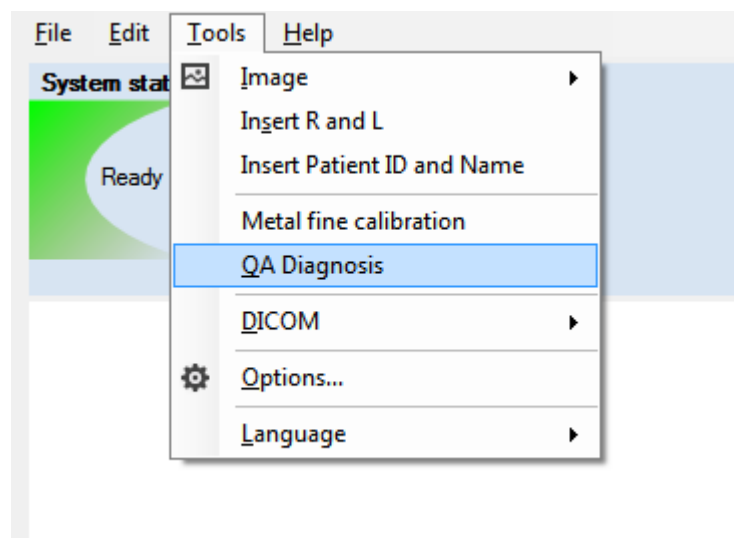 File Edit Tools Help
System stat
Image
Insert R and L
Ready
Insert Patient ID and Name
Metal fine calibration
QA Diagnosis
DICOM
Options...
Language